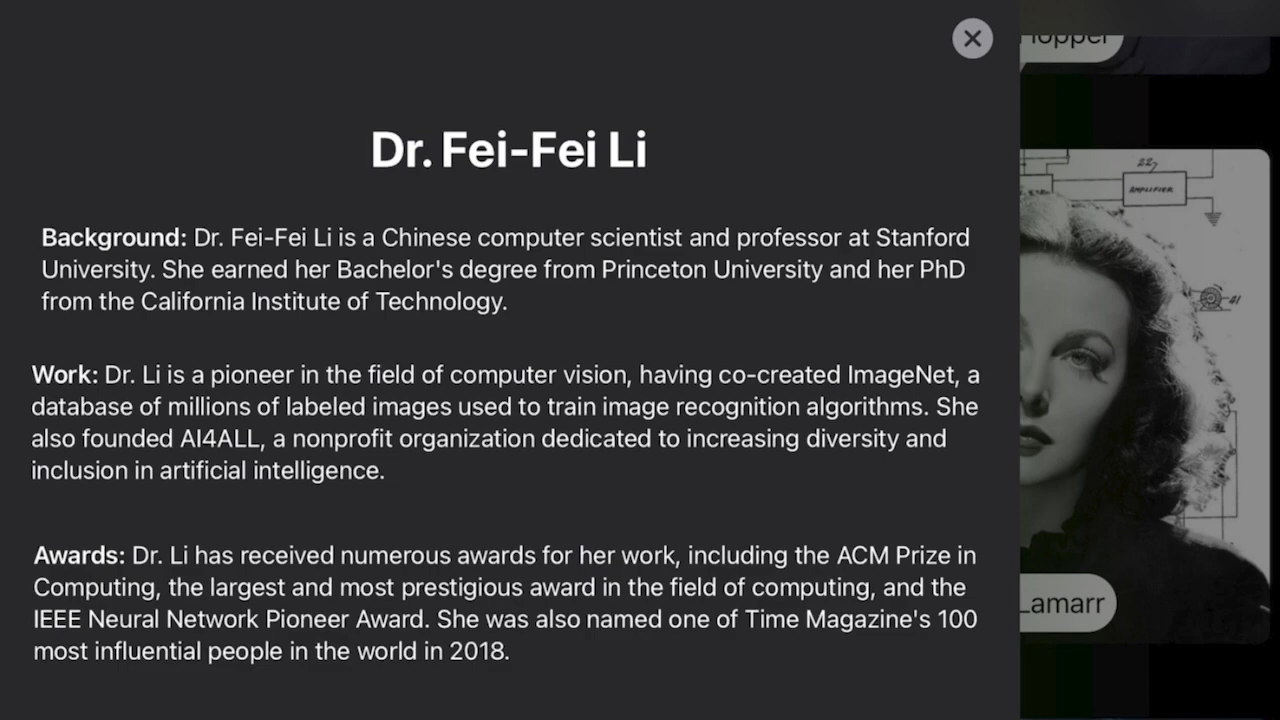 Dr. Fei-Fei Li
Background: Dr. Fei-Fei Li is a Chinese computer scientist and professor at Stanford
University. She earned her Bachelor's degree from Princeton University and her PhD
from the California Institute of Technology.
Work: Dr. Li is a pioneer in the field of computer vision, having co-created ImageNet, a
database of millions of labeled images used to train image recognition algorithms. She
also founded AI4ALL, a nonprofit organization dedicated to increasing diversity and
inclusion in artificial intelligence.
Awards: Dr. Li has received numerous awards for her work, including the ACM Prize in
Computing, the largest and most prestigious award in the field of computing, and the
IEEE Neural Network Pioneer Award. She was also named one of Time Magazine's 100
most influential people in the world in 2018.
22
AMPLIFIER
41
Lamarr